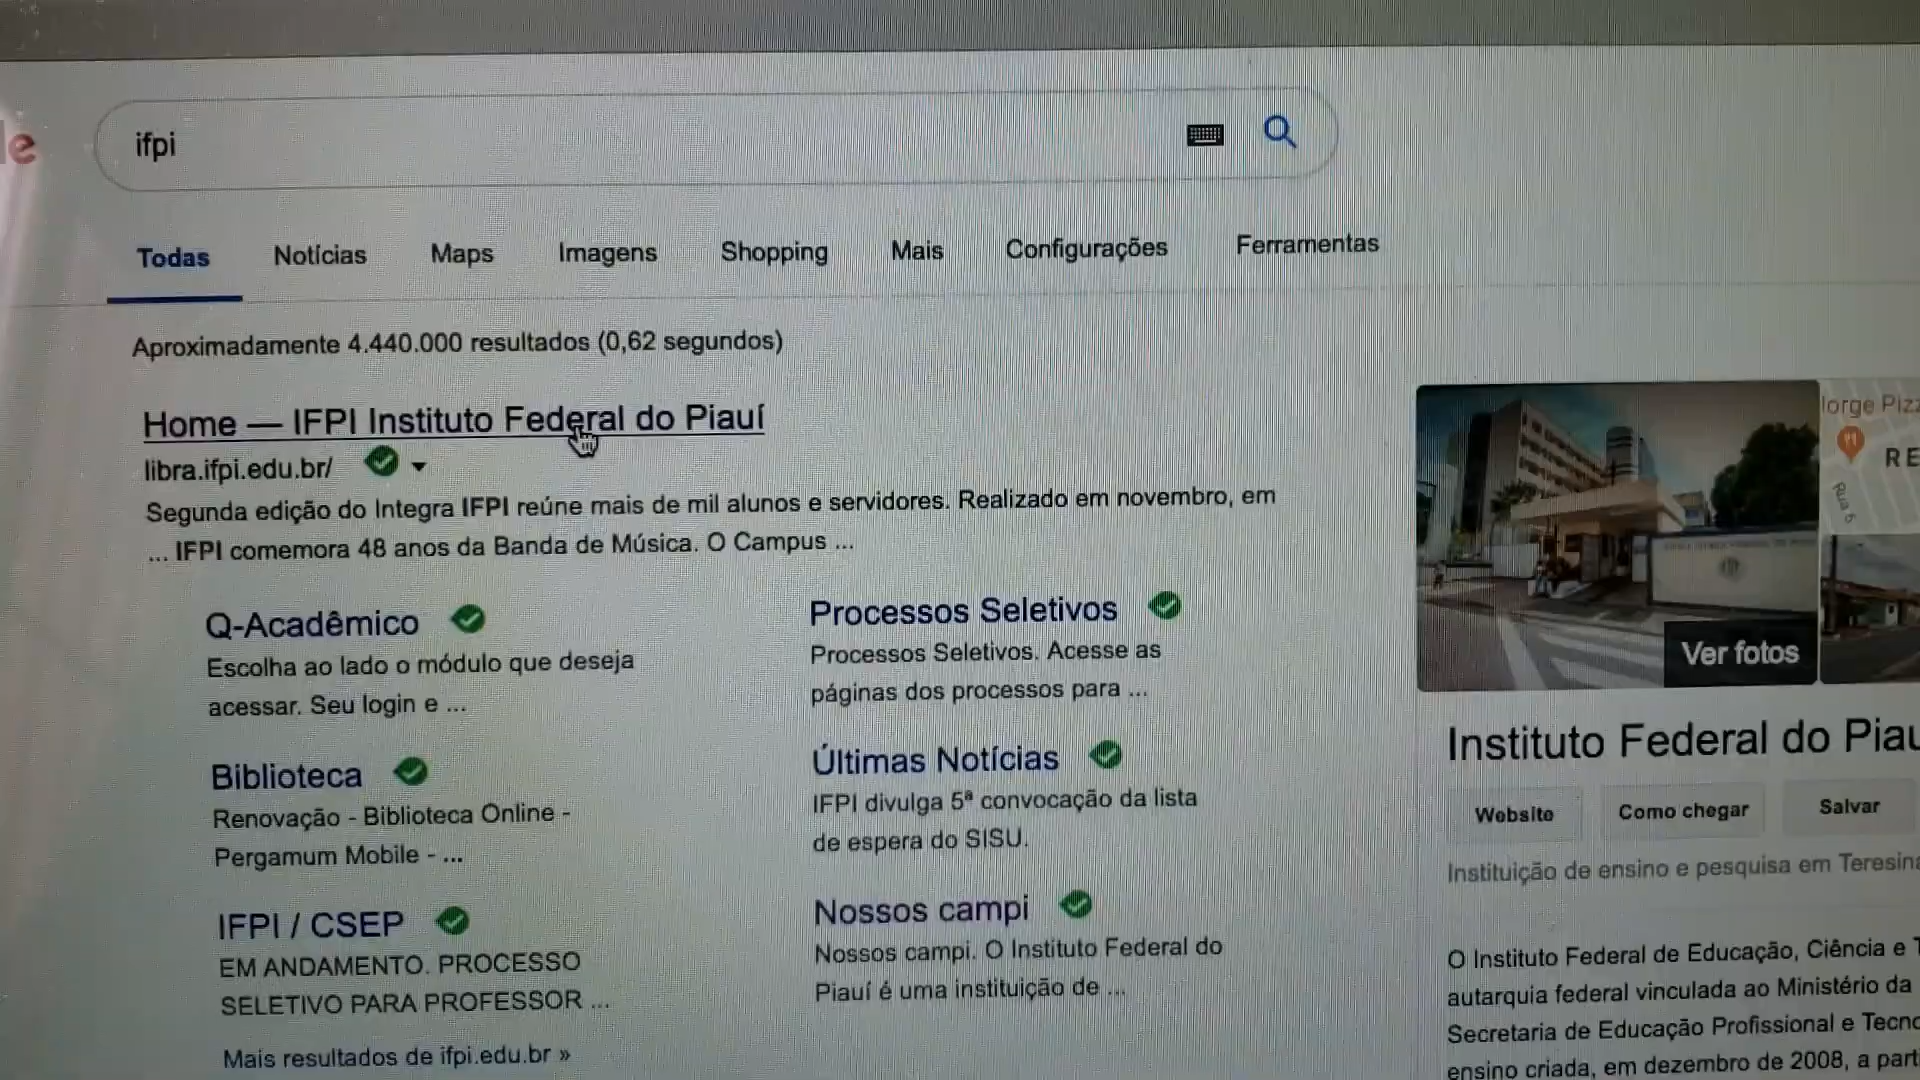 le
ifpi
Todas Notícias Maps Imagens Shopping Mais Configurações Ferramentas
Aproximadamente 4.440.000 resultados (0,62 segundos)
Home — IFPI Instituto Federal do Piauí
libra.ifpi.edu.br/
Segunda edição do Integra IFPI reúne mais de mil alunos e servidores. Realizado em novembro, em
... IFPI comemora 48 anos da Banda de Música. O Campus ...
Q-Acadêmico
Escolha ao lado o módulo que deseja
acessar. Seu login e ...
Biblioteca
Renovação - Biblioteca Online -
Pergamum Mobile - ...
IFPI / CSEP
EM ANDAMENTO. PROCESSO
SELETIVO PARA PROFESSOR ...
Mais resultados de ifpi.edu.br »
Processos Seletivos
Processos Seletivos. Acesse as
páginas dos processos para ...
Últimas Notícias
IFPI divulga 5ª convocação da lista
de espera do SISU.
Nossos campi
Nossos campi. O Instituto Federal do
Piauí é uma instituição de ...
lorge Pizz
RE
Rua 6
Ver fotos
Instituto Federal do Piau
Website Como chegar Salvar
Instituição de ensino e pesquisa em Teresina
O Instituto Federal de Educação, Ciência e T
autarquia federal vinculada ao Ministério da
Secretaria de Educação Profissional e Tecno
ensino criada, em dezembro de 2008, a parti